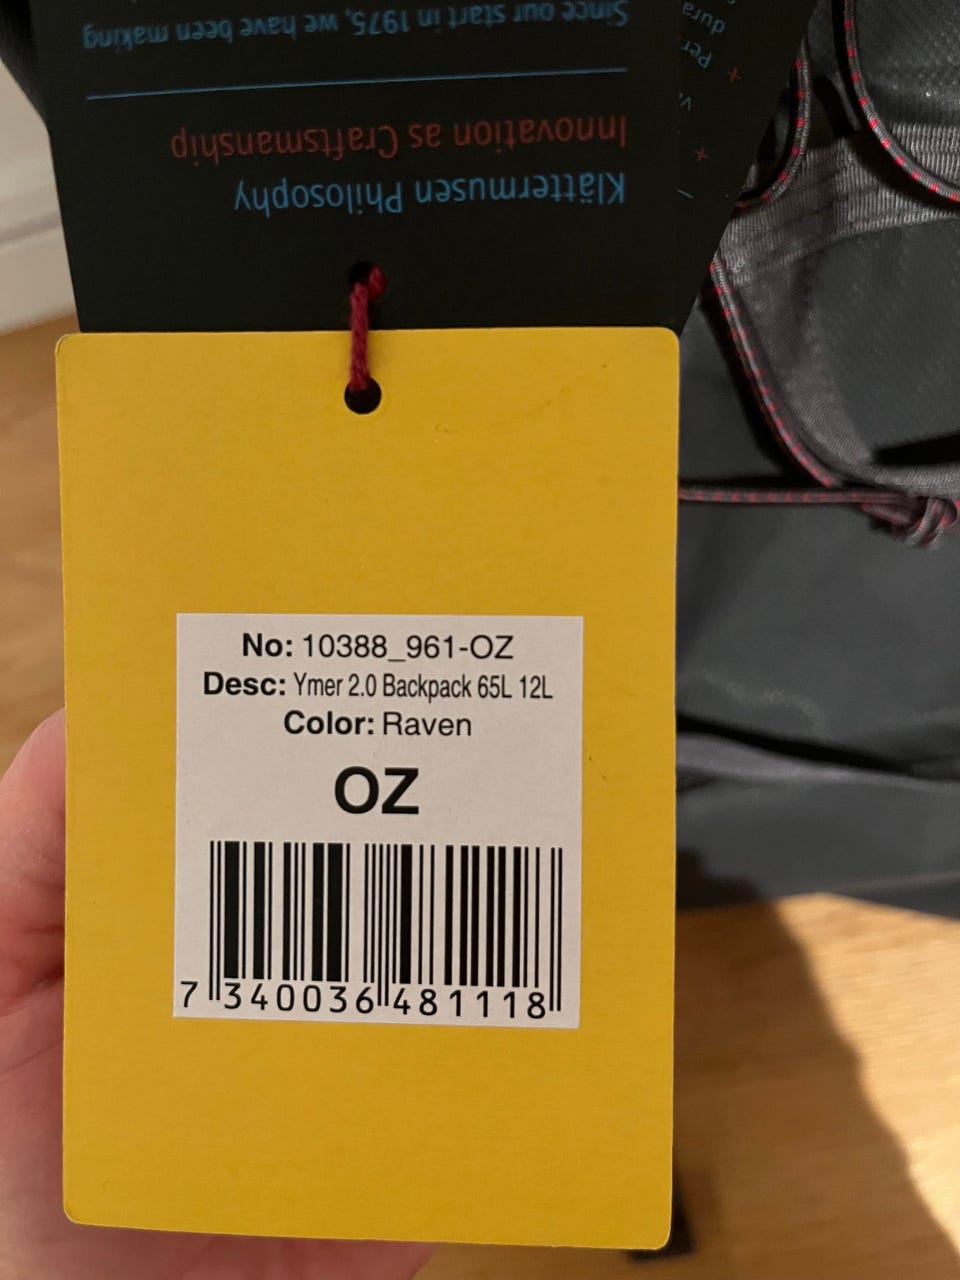 Since our start in 1975, we have been making
Innovation as Craftsmanship
Klättermusen Philosophy
No: 10388_961-OZ
Desc: Ymer 2.0 Backpack 65L 12L
Color: Raven
OZ
7 340036 481118